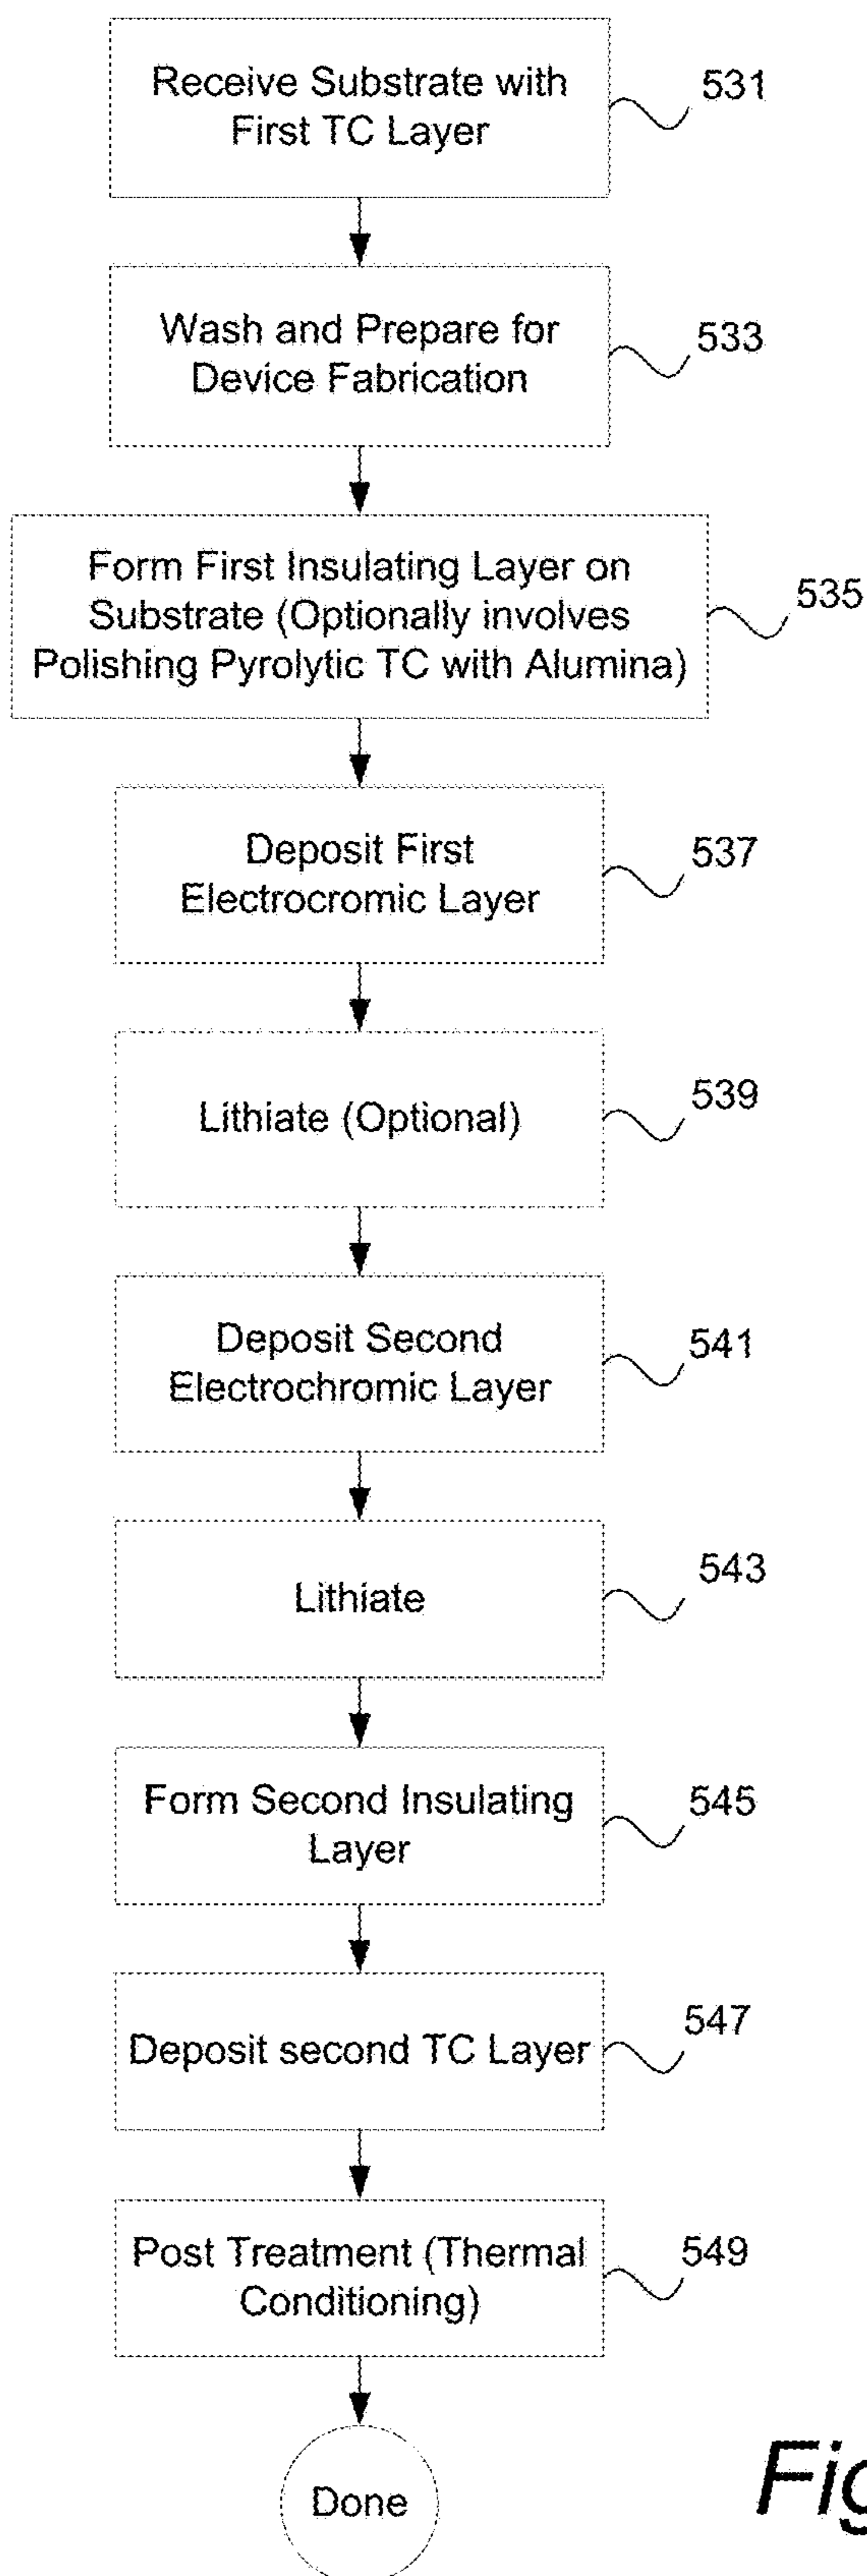 Receive Substrate with
First TC Layer
531
Wash and Prepare for
Device Fabrication
533
Form First Insulating Layer on
Substrate (Optionally involves
Polishing Pyrolytic TC with Alumina)
535
Deposit First
Electrocromic Layer
537
Lithiate (Optional)
539
Deposit Second
Electrochromic Layer
541
Lithiate
543
Form Second Insulating
Layer
545
Deposit second TC Layer
547
Post Treatment (Thermal
Conditioning)
549
Done
Fig